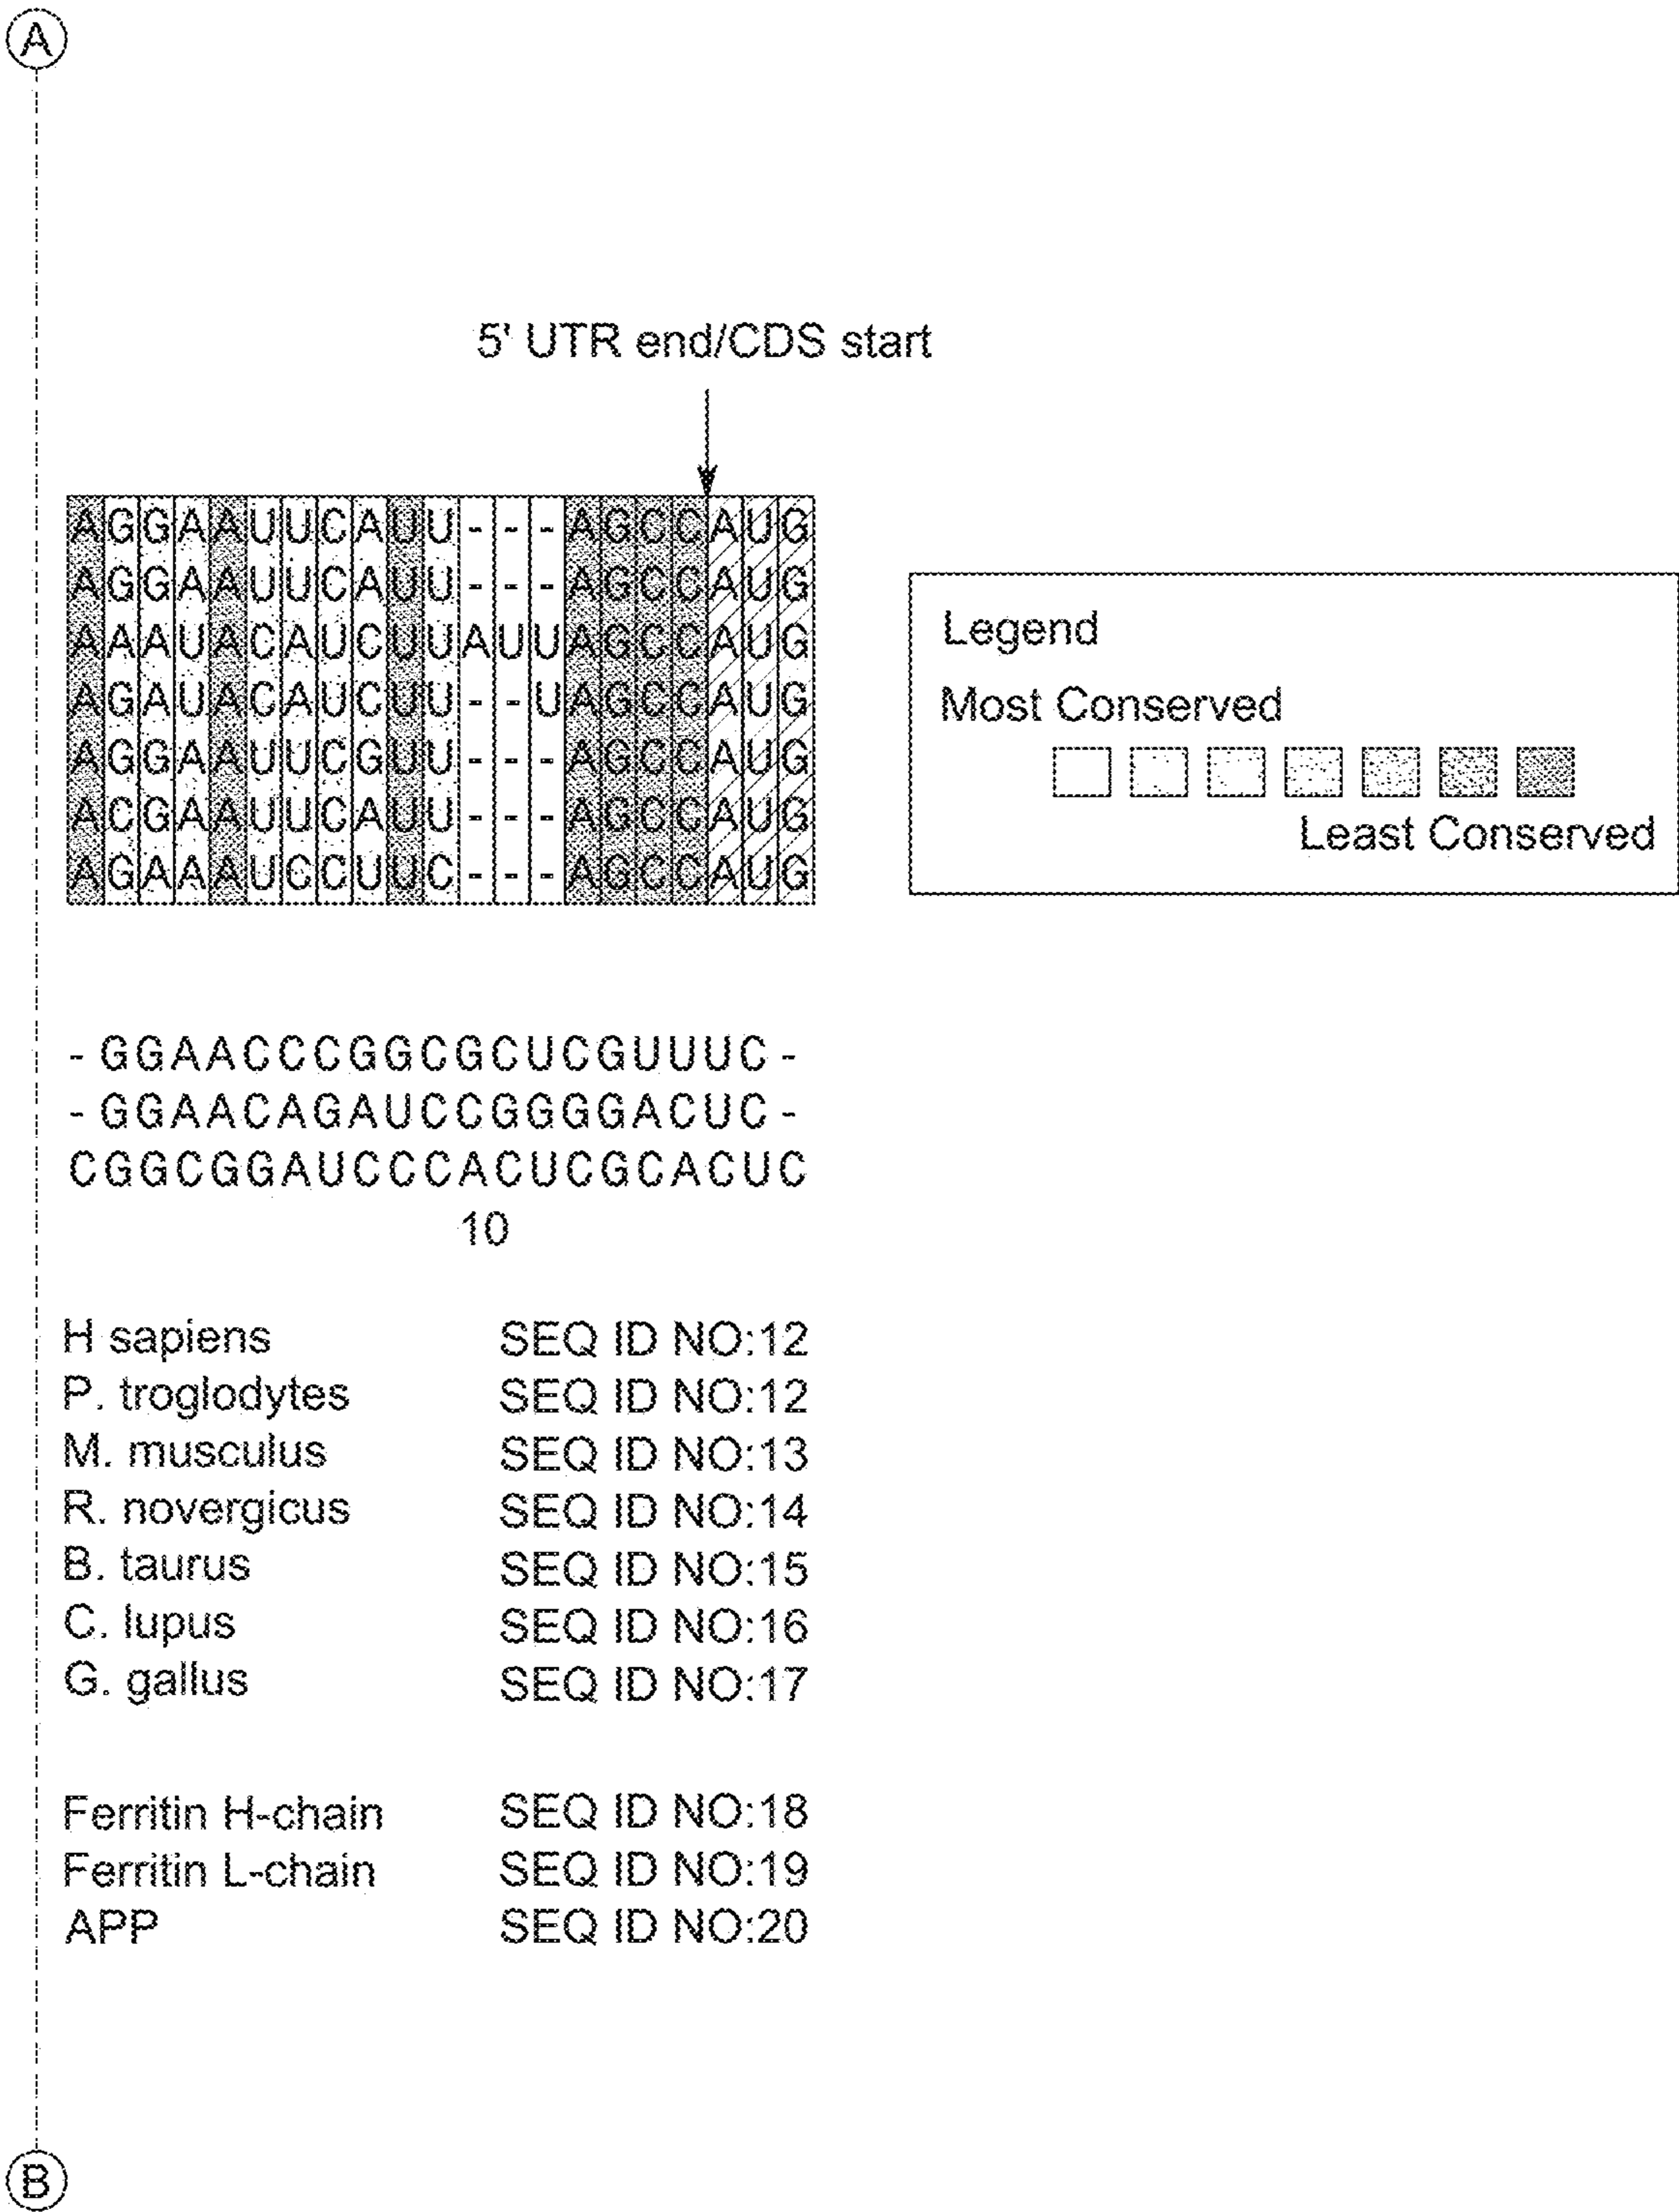 A
5' UTR end/CDS start
AGGAAUUCAUU---AGCCAUG
AGGAAUUCAUU---AGCCAUG
AAAUACAUCUUAUUAGCCAUG
AGAUACAUCUU--UAGCCAUG
AGGAAUUCGUU---AGCCAUG
ACGAAUUCAUU---AGCCAUG
AGAAAUCCUUC---AGCCAUG
Legend
Most Conserved
Least Conserved
-GGAACCCGGCGCUCGUUUC-
-GGAACAGAUCCGGGGACUC-
CGGCGGAUCCCACUCGCACUC
10
H sapiens SEQ ID NO:12
P. troglodytes SEQ ID NO:12
M. musculus SEQ ID NO:13
R. novergicus SEQ ID NO:14
B. taurus SEQ ID NO:15
C. lupus SEQ ID NO:16
G. gallus SEQ ID NO:17
Ferritin H-chain SEQ ID NO:18
Ferritin L-chain SEQ ID NO:19
APP SEQ ID NO:20
B